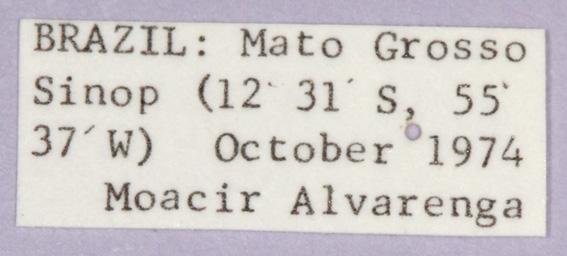 BRAZIL: Mato Grosso
Sinop (12˙ 31´ S, 55˙
37´W) October 1974
Moacir Alvarenga